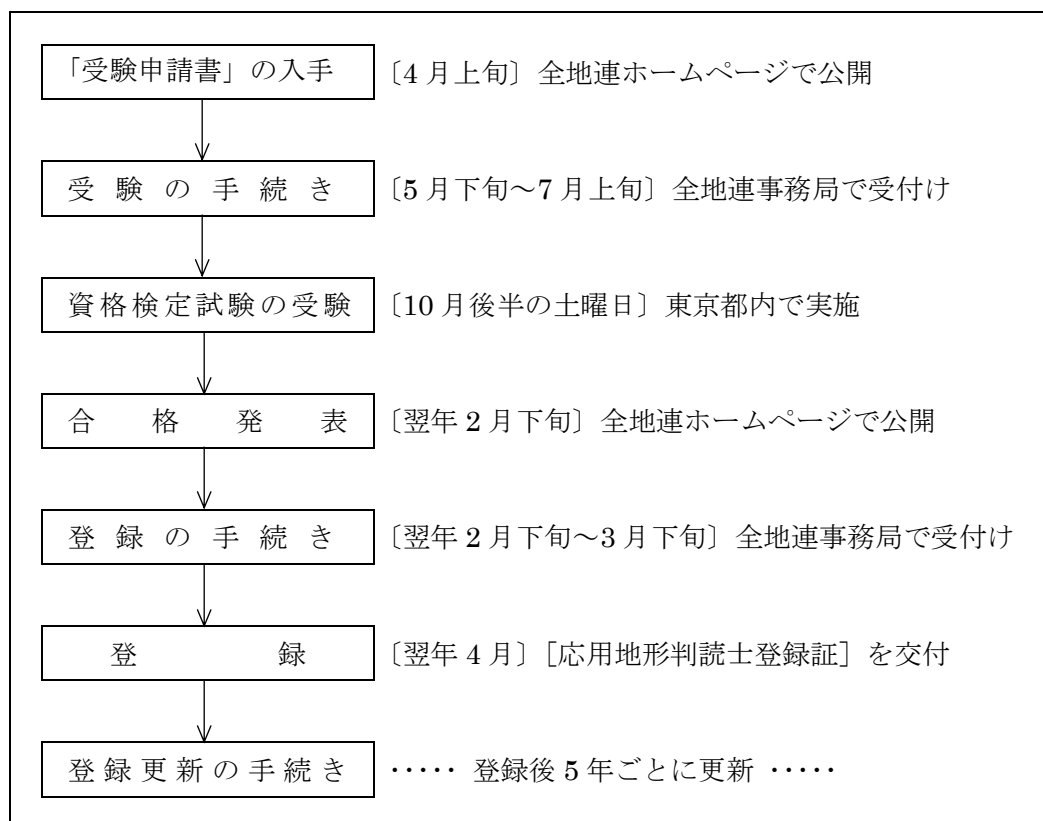 「受験申請書」の入手 〔4月上旬〕全地連ホームページで公開
受験の手続き 〔5月下旬～7月上旬〕全地連事務局で受付け
資格検定試験の受験 〔10月後半の土曜日〕東京都内で実施
合格発表 〔翌年2月下旬〕全地連ホームページで公開
登録の手続き 〔翌年2月下旬～3月下旬〕全地連事務局で受付け
登録 〔翌年4月〕［応用地形判読士登録証］を交付
登録更新の手続き ‥‥‥ 登録後5年ごとに更新 ‥‥‥